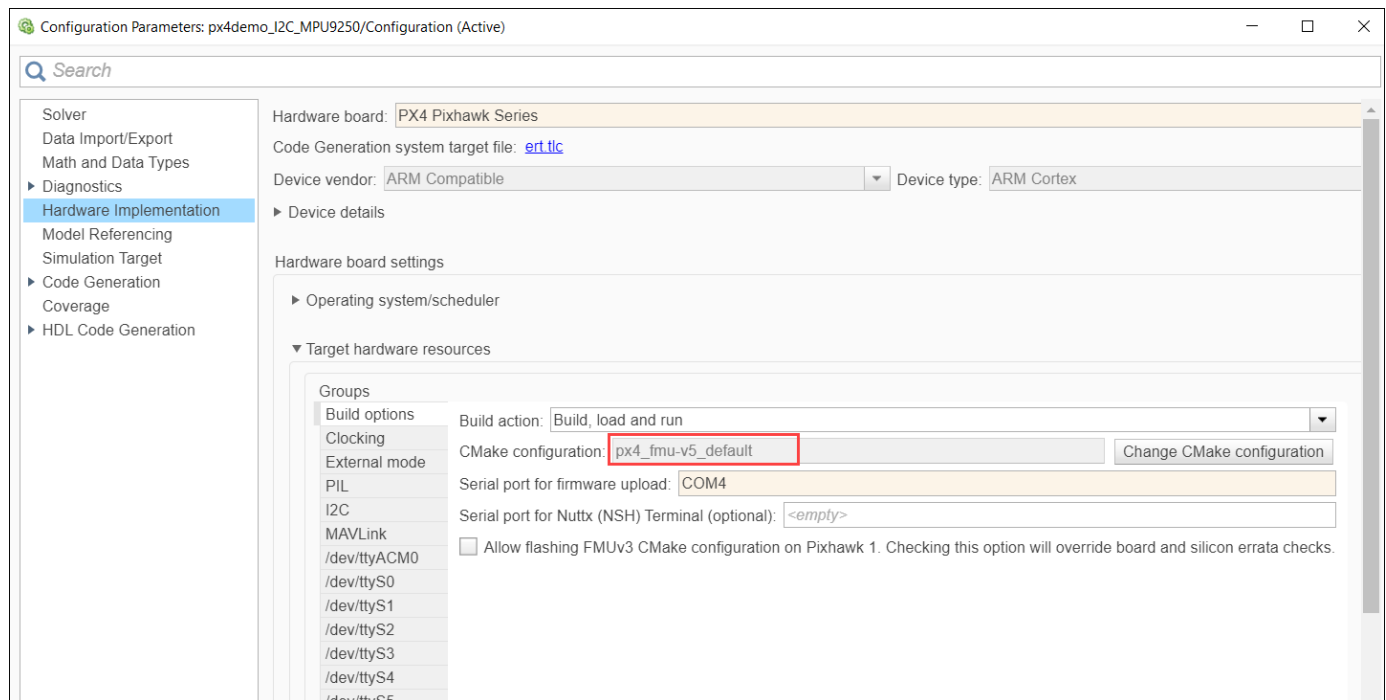 Configuration Parameters: px4demo_I2C_MPU9250/Configuration (Active)
Search
Solver
Data Import/Export
Math and Data Types
Diagnostics
Hardware Implementation
Model Referencing
Simulation Target
Code Generation
Coverage
HDL Code Generation
Hardware board: PX4 Pixhawk Series
Code Generation system target file: ert.tlc
Device vendor: ARM Compatible Device type: ARM Cortex
Device details
Hardware board settings
Operating system/scheduler
Target hardware resources
Groups
Build options
Clocking
External mode
PIL
I2C
MAVLink
/dev/ttyACM0
/dev/ttyS0
/dev/ttyS1
/dev/ttyS2
/dev/ttyS3
/dev/ttyS4
/dev/ttyS5
Build action: Build, load and run
CMake configuration: px4_fmu-v5_default Change CMake configuration
Serial port for firmware upload: COM4
Serial port for Nuttx (NSH) Terminal (optional): <empty>
Allow flashing FMUv3 CMake configuration on Pixhawk 1. Checking this option will override board and silicon errata checks.